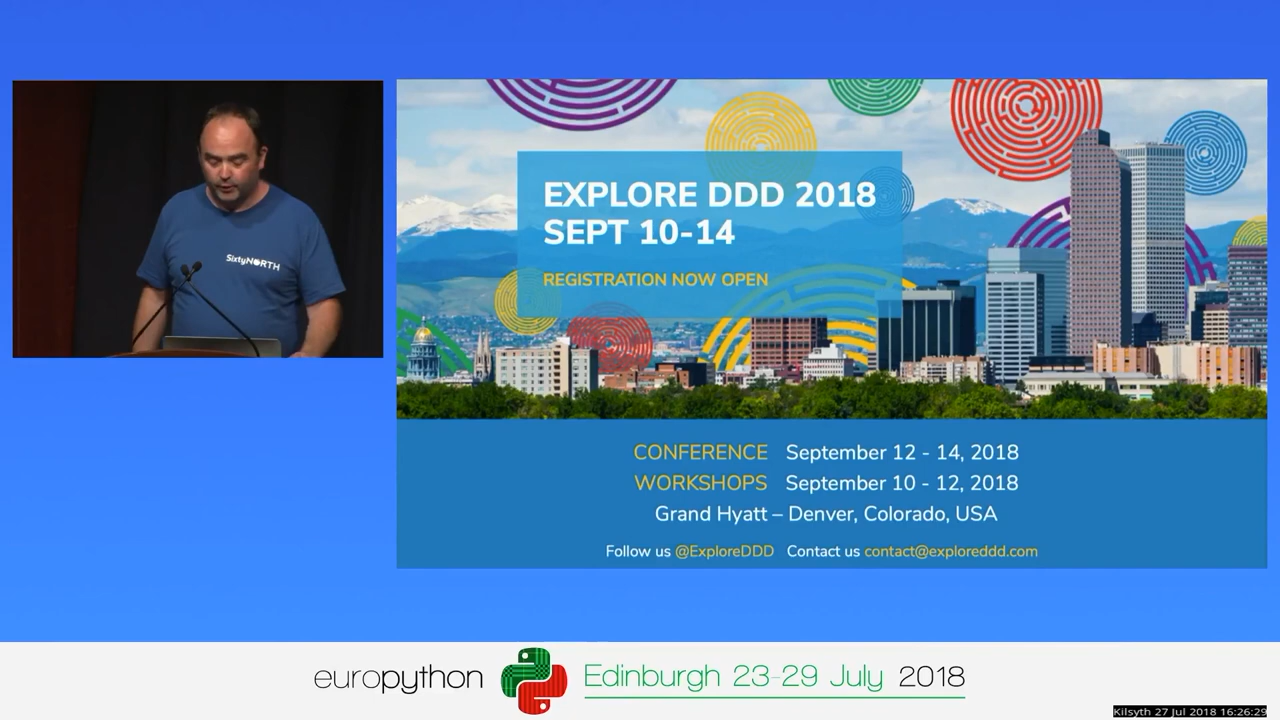 SixtyNORTH
EXPLORE DDD 2018
SEPT 10-14
REGISTRATION NOW OPEN
CONFERENCE September 12 - 14, 2018
WORKSHOPS September 10 - 12, 2018
Grand Hyatt – Denver, Colorado, USA
Follow us @ExploreDDD Contact us contact@exploreddd.com
europython Edinburgh 23-29 July 2018
Kilsyth 27 Jul 2018 16:26:29